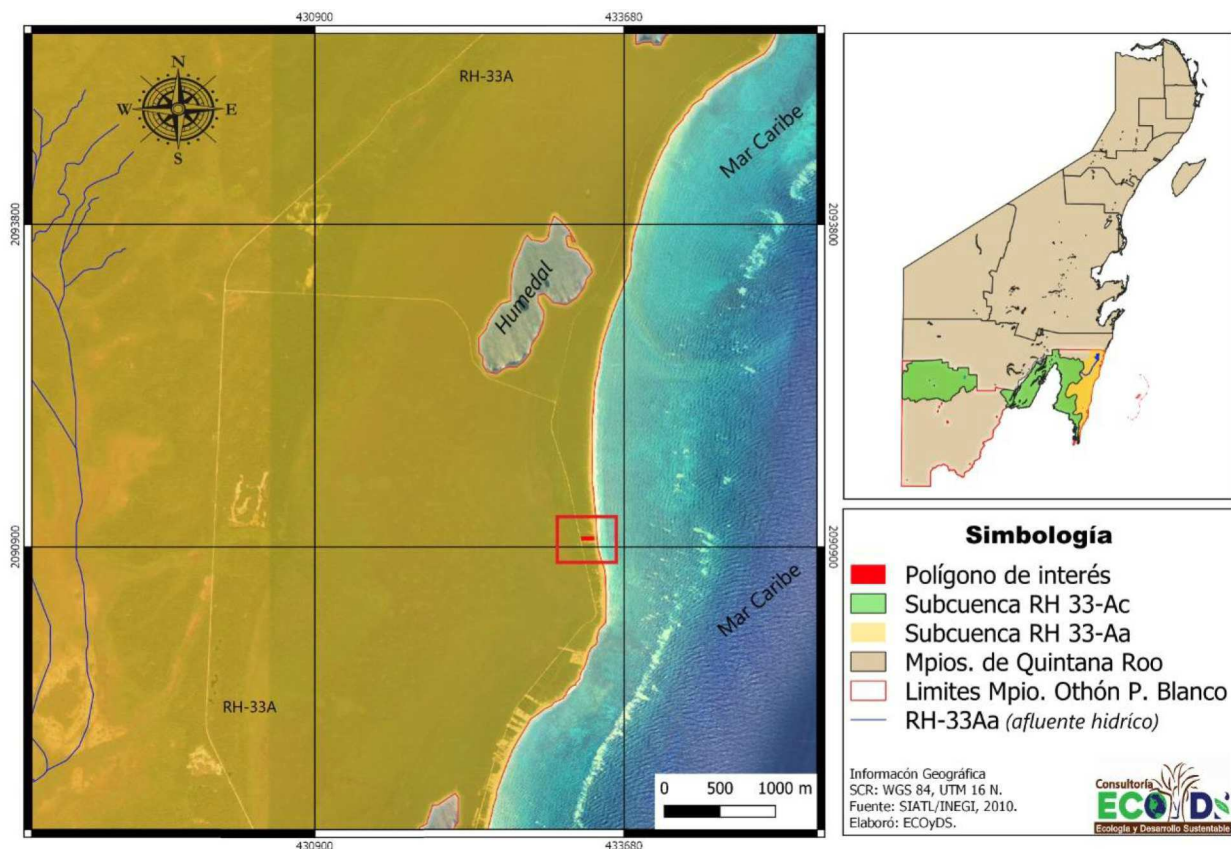 430900
433680
N
W
E
S
RH-33A
Mar Caribe
2093800
2093800
Humedal
2090900
2090900
Mar Caribe
RH-33A
0 500 1000 m
430900
433680
Simbología
Polígono de interés
Subcuenca RH 33-Ac
Subcuenca RH 33-Aa
Mpios. de Quintana Roo
Limites Mpio. Othón P. Blanco
RH-33Aa (afluente hidríco)
Informacón Geográfica
SCR: WGS 84, UTM 16 N.
Fuente: SIATL/INEGI, 2010.
Elaboró: ECOyDS.
Consultoría
ECOyDS
Ecología y Desarrollo Sustentable